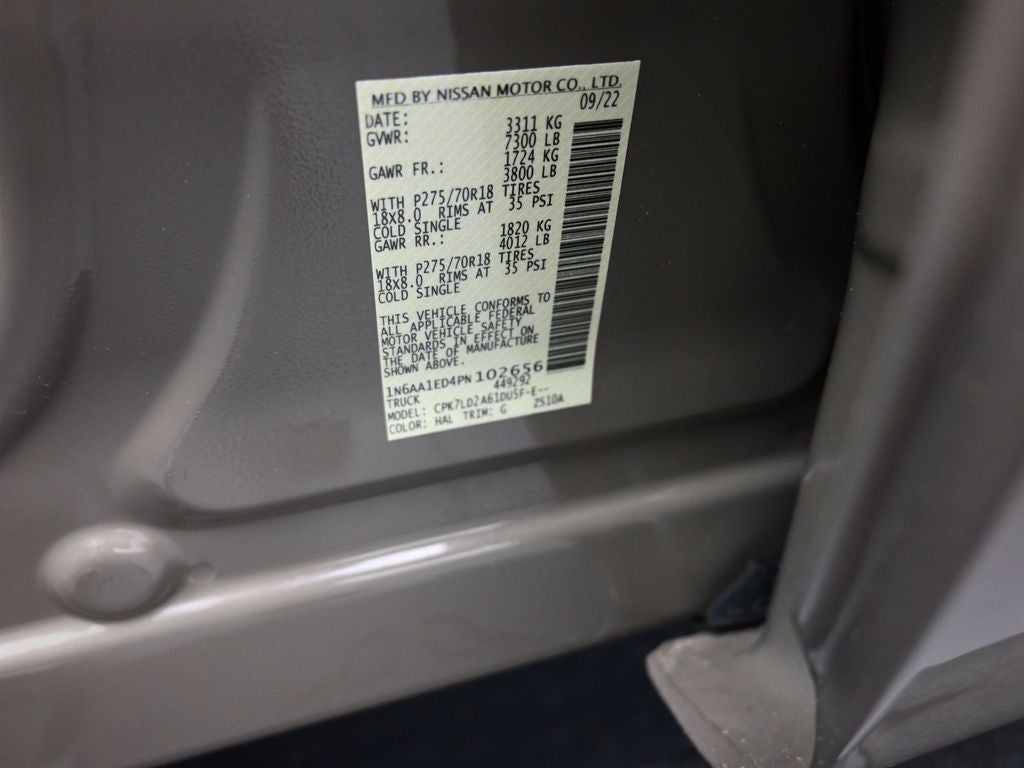 MFD BY NISSAN MOTOR CO., LTD.
DATE: 09/22
GVWR: 3311 KG
7300 LB
GAWR FR.: 1724 KG
3800 LB
WITH P275/70R18 TIRES
18x8.0 RIMS AT 35 PSI
COLD SINGLE
GAWR RR.: 1820 KG
4012 LB
WITH P275/70R18 TIRES
18x8.0 RIMS AT 35 PSI
COLD SINGLE
THIS VEHICLE CONFORMS TO
ALL APPLICABLE FEDERAL
MOTOR VEHICLE SAFETY
STANDARDS IN EFFECT ON
THE DATE OF MANUFACTURE
SHOWN ABOVE.
1N6AA1ED4PN102656
TRUCK 449292
MODEL: CPK7LD2A61DU5F-E--
COLOR: HAL TRIM: G ZS10A